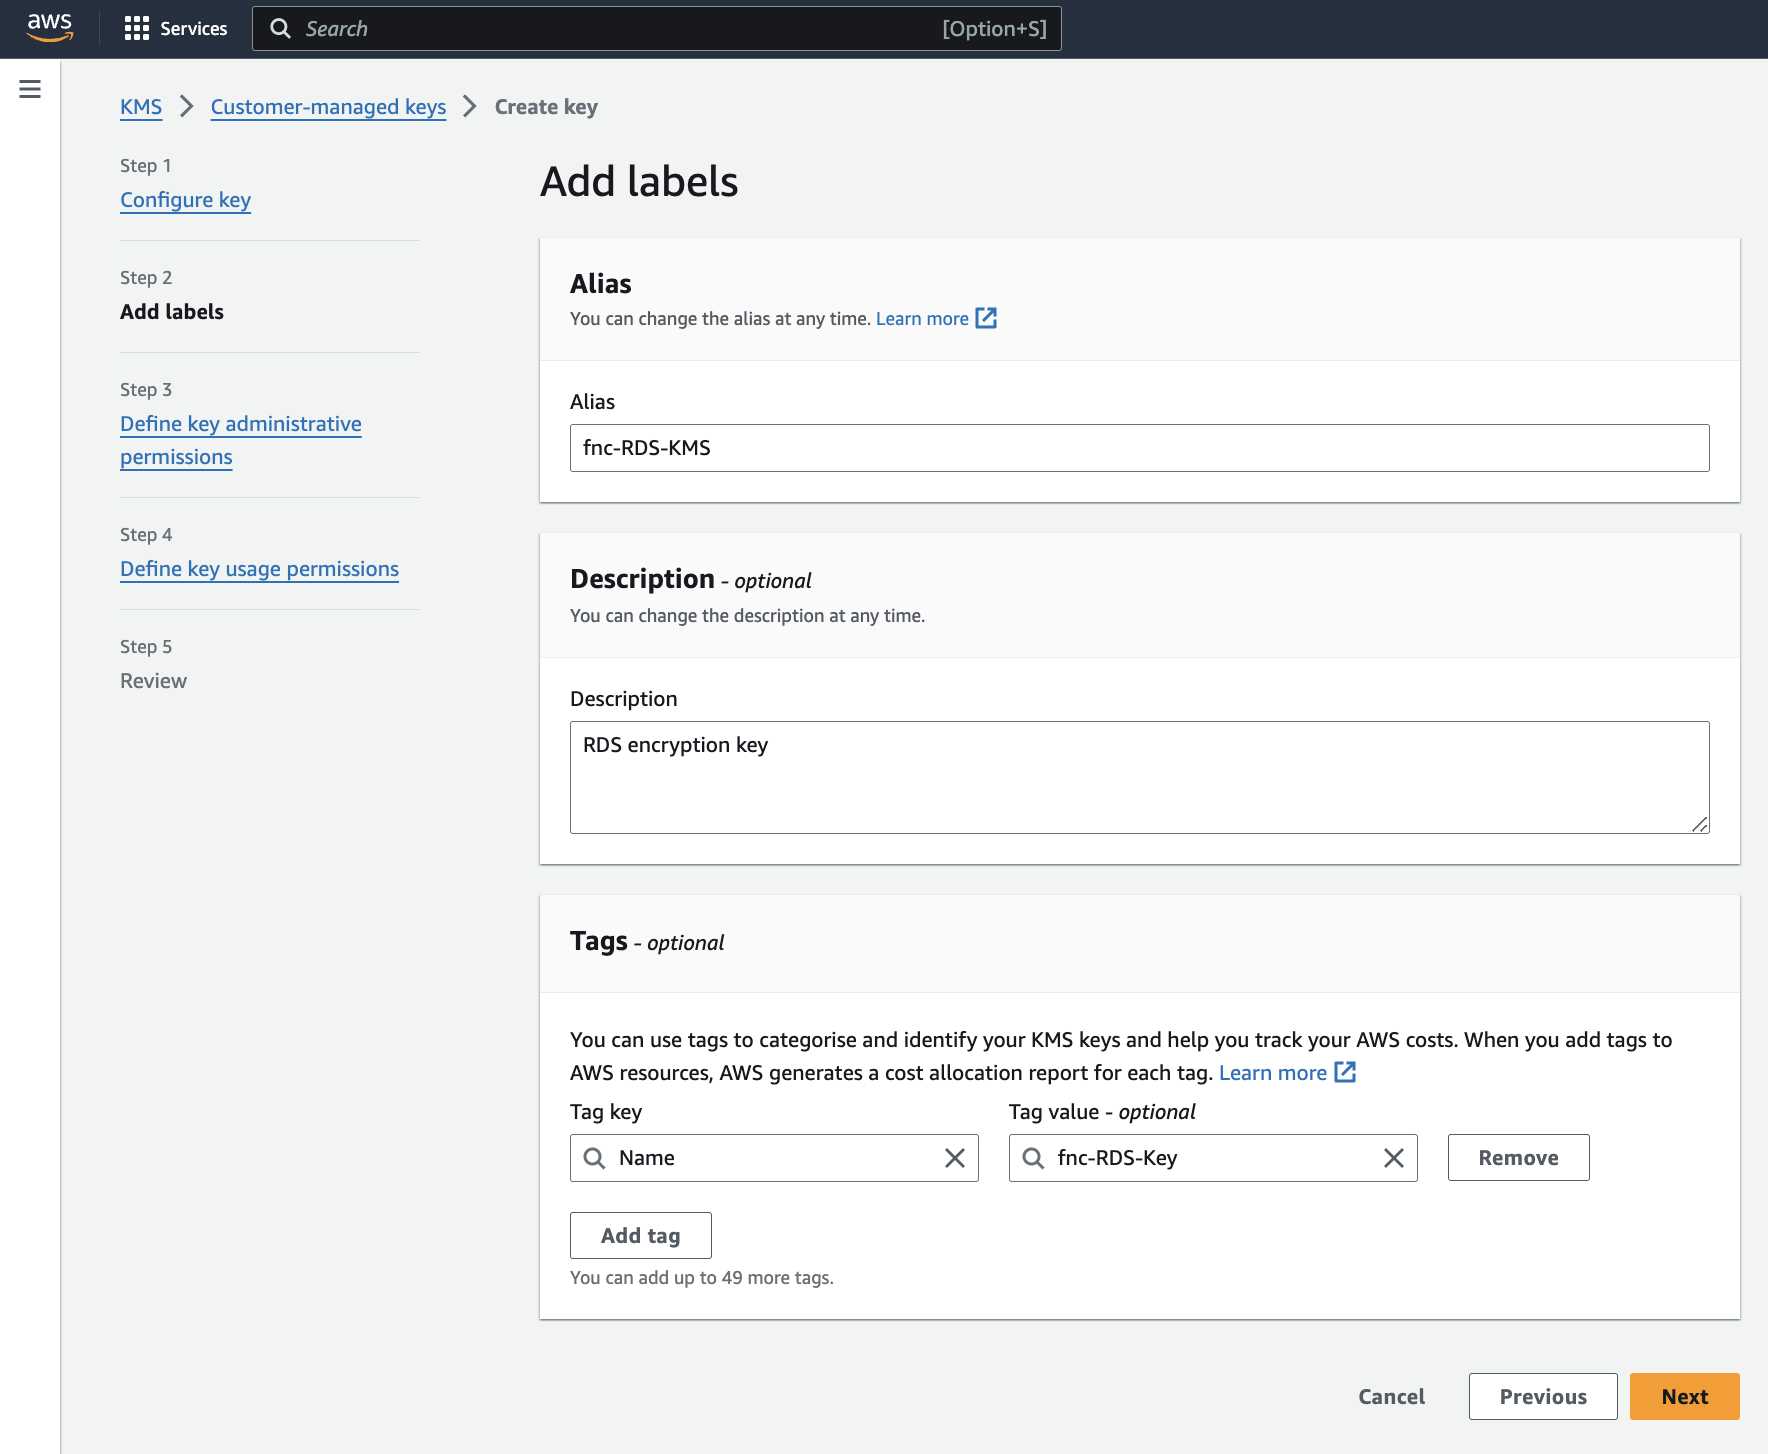 aws
Services
Search
[Option+S]
KMS
Customer-managed keys
Create key
Step 1
Configure key
Step 2
Add labels
Step 3
Define key administrative
permissions
Step 4
Define key usage permissions
Step 5
Review
Add labels
Alias
You can change the alias at any time. Learn more
Alias
fnc-RDS-KMS
Description - optional
You can change the description at any time.
Description
RDS encryption key
Tags - optional
You can use tags to categorise and identify your KMS keys and help you track your AWS costs. When you add tags to
AWS resources, AWS generates a cost allocation report for each tag. Learn more
Tag key
Tag value - optional
Name
fnc-RDS-Key
Remove
Add tag
You can add up to 49 more tags.
Cancel
Previous
Next